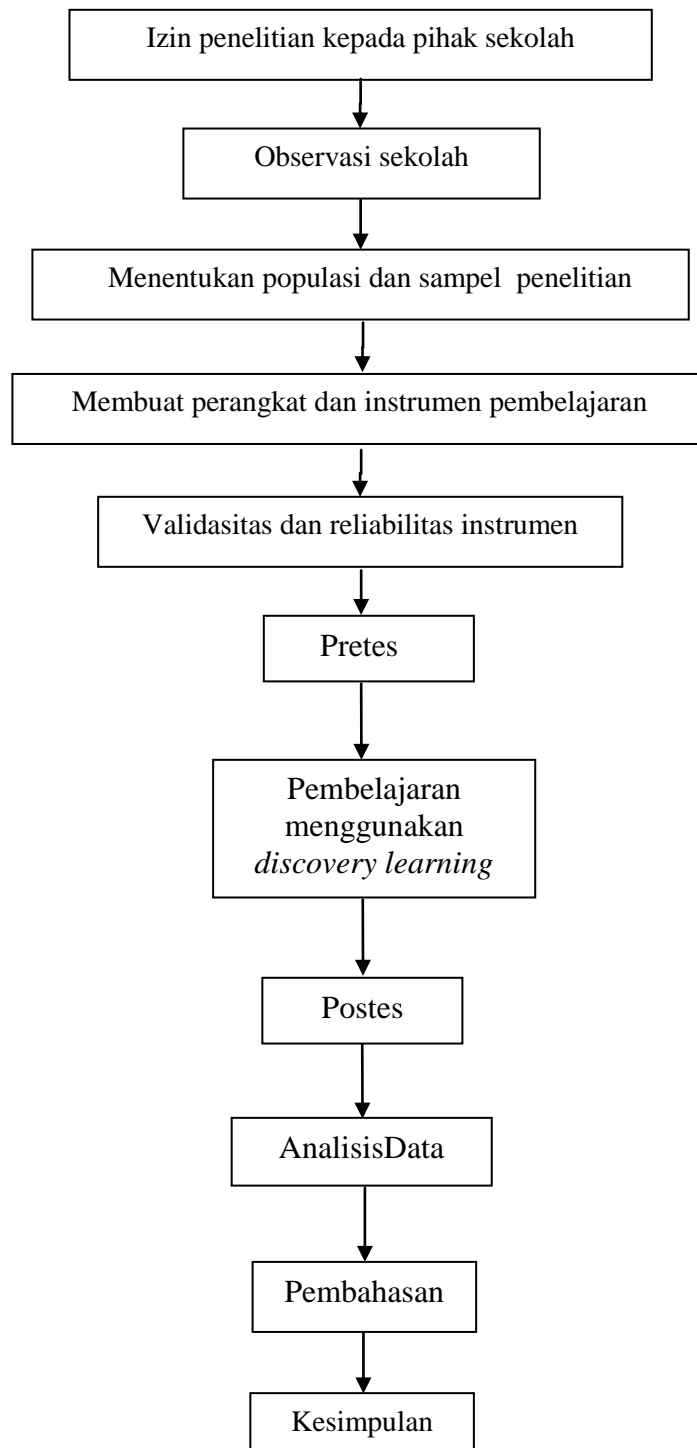 Izin penelitian kepada pihak sekolah
Observasi sekolah
Menentukan populasi dan sampel penelitian
Membuat perangkat dan instrumen pembelajaran
Validasitas dan reliabilitas instrumen
Pretes
Pembelajaran
menggunakan
discovery learning
Postes
AnalisisData
Pembahasan
Kesimpulan